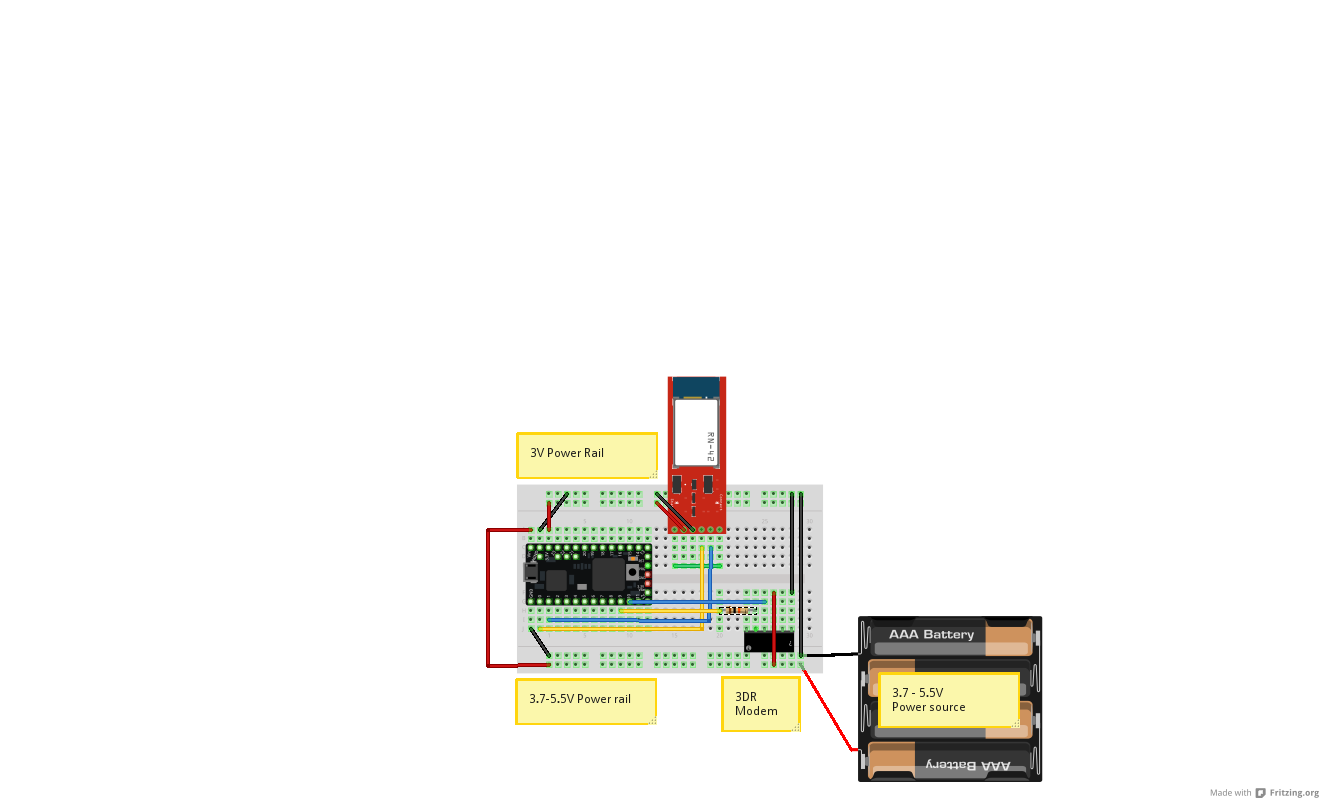 RN-42
3V Power Rail
AAA Battery
3.7-5.5V Power rail
3DR
Modem
3.7 - 5.5V
Power source
AAA Battery
Made with Fritzing.org